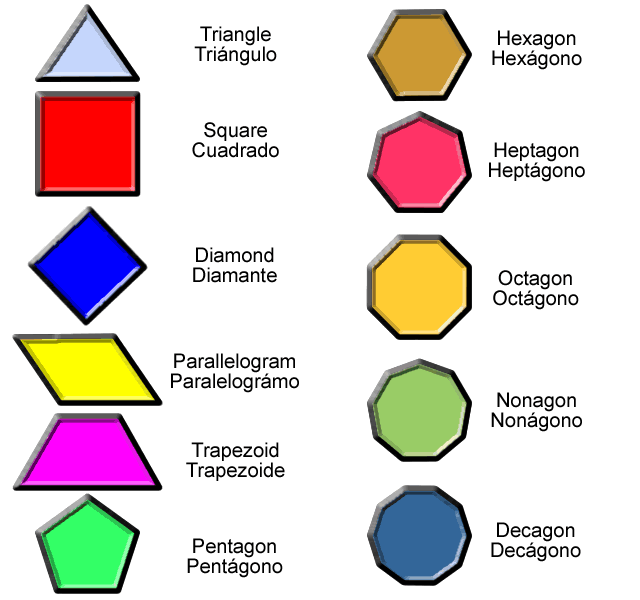 Triangle
Triángulo
Square
Cuadrado
Diamond
Diamante
Parallelogram
Paralelográmo
Trapezoid
Trapezoide
Pentagon
Pentágono
Hexagon
Hexágono
Heptagon
Heptágono
Octagon
Octágono
Nonagon
Nonágono
Decagon
Decágono